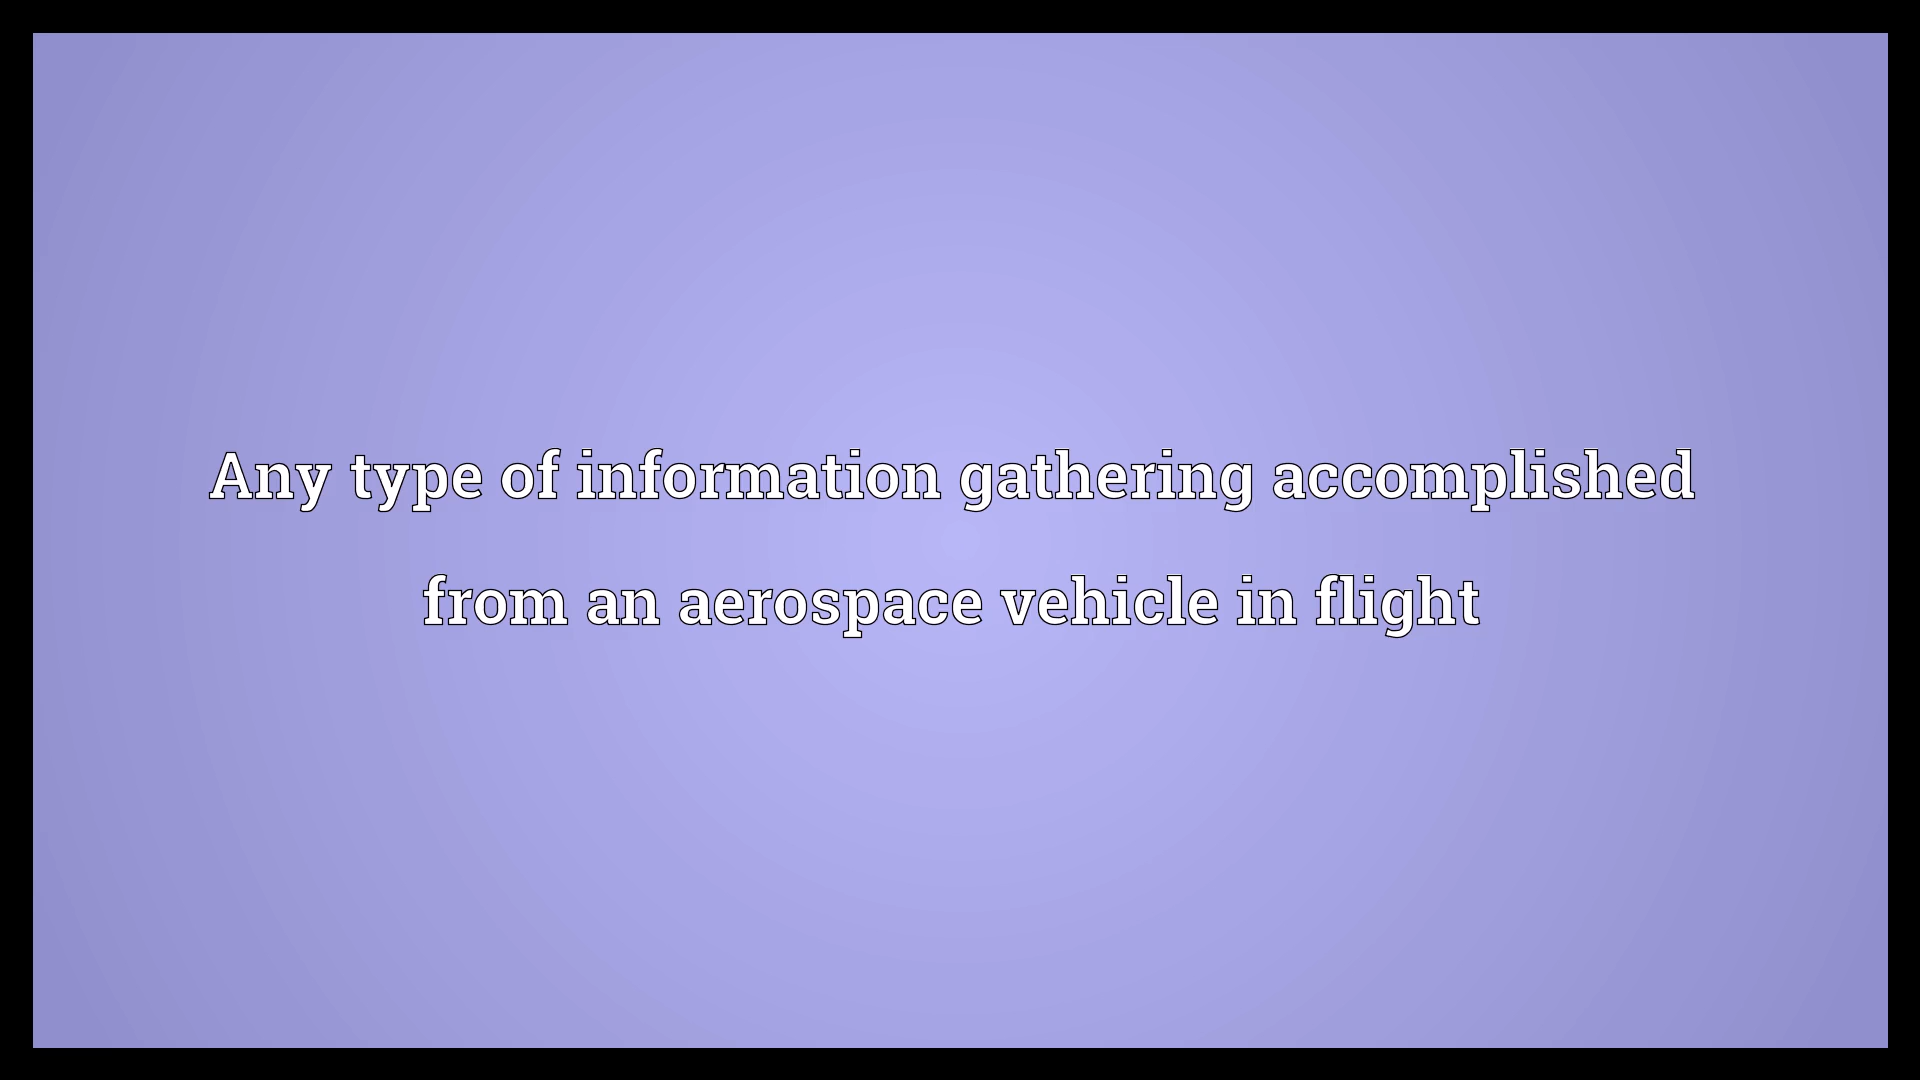 Any type of information gathering accomplished
from an aerospace vehicle in flight